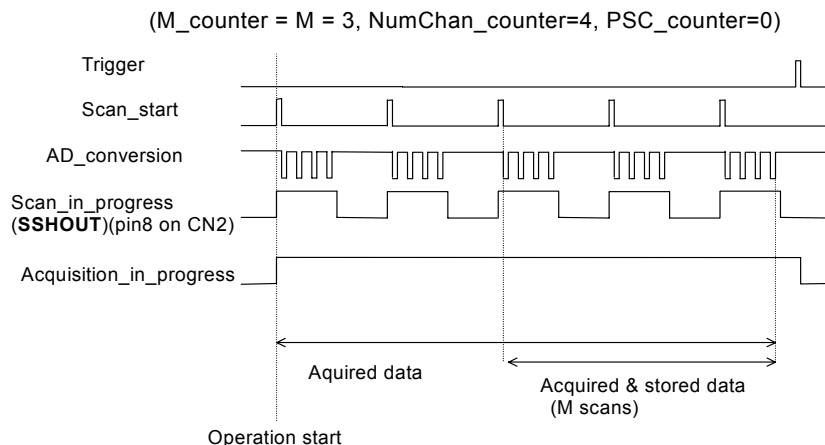 (M_counter = M = 3, NumChan_counter=4, PSC_counter=0)
Trigger
Scan_start
AD_conversion
Scan_in_progress
(SSHOUT)(pin8 on CN2)
Acquisition_in_progress
Aquired data
Acquired & stored data
(M scans)
Operation start